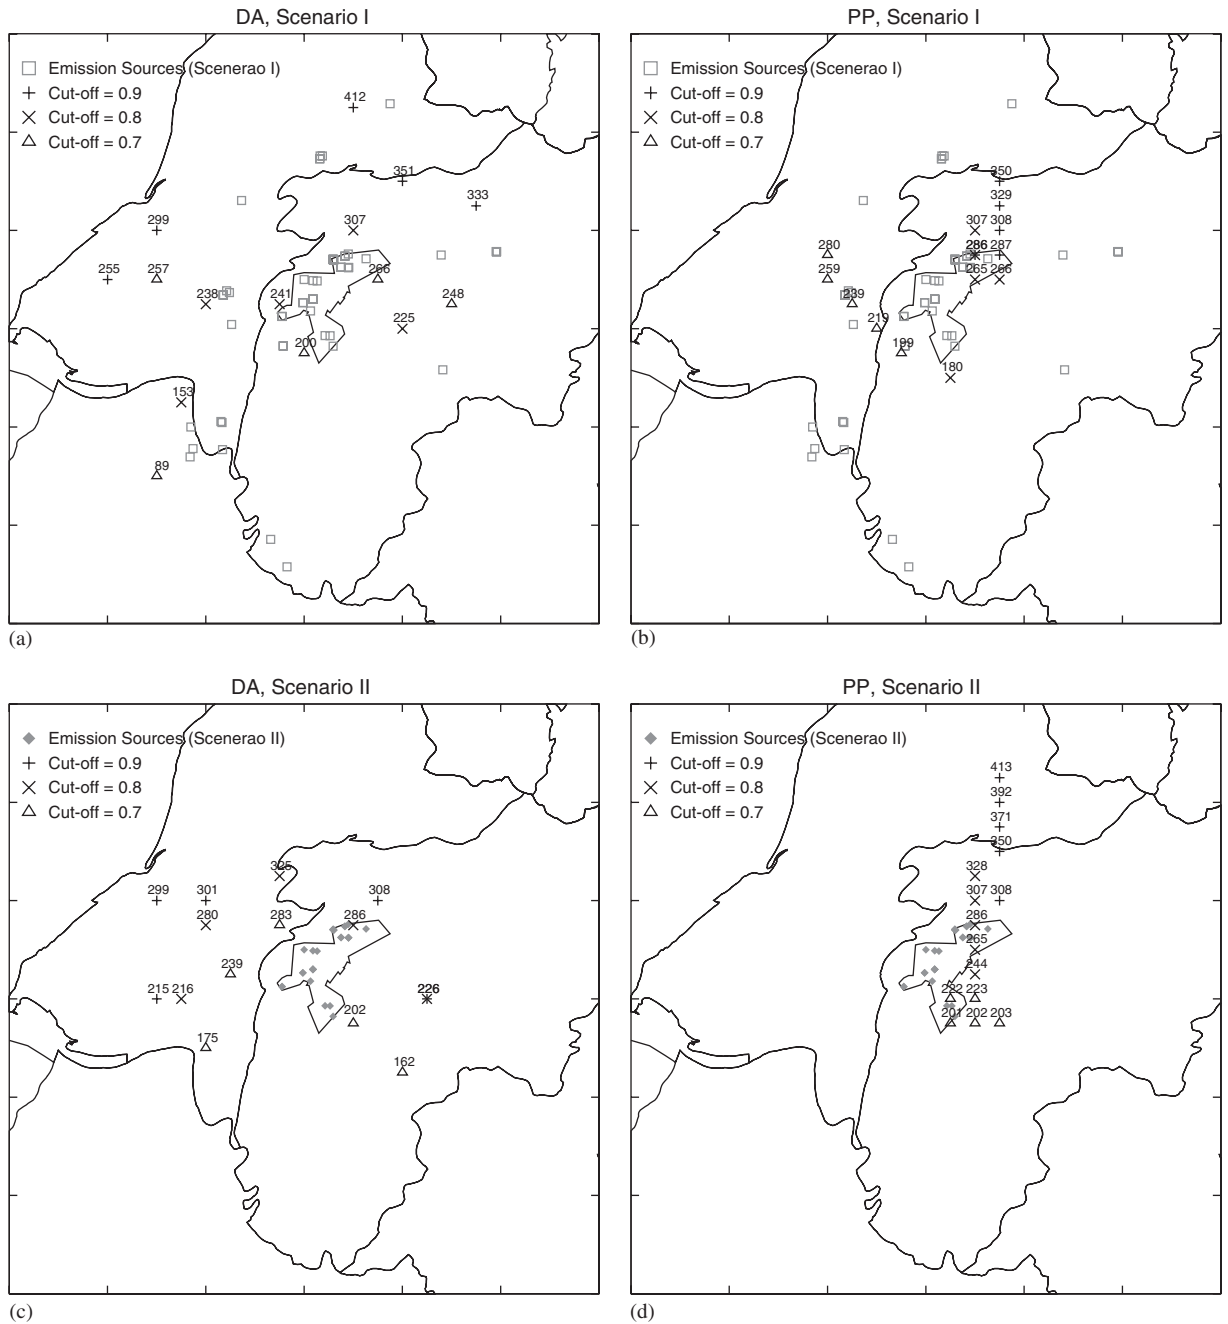 DA, Scenario I
Emission Sources (Scenerao I)
Cut-off = 0.9
Cut-off = 0.8
Cut-off = 0.7
412
351
333
299
307
255
257
266
238
241
248
225
200
153
89
(a)
PP, Scenario I
Emission Sources (Scenerao I)
Cut-off = 0.9
Cut-off = 0.8
Cut-off = 0.7
350
329
307
308
280
286
287
259
265
266
239
219
199
180
(b)
DA, Scenario II
Emission Sources (Scenerao II)
Cut-off = 0.9
Cut-off = 0.8
Cut-off = 0.7
325
299
301
308
280
283
286
239
215
216
226
202
175
162
(c)
PP, Scenario II
Emission Sources (Scenerao II)
Cut-off = 0.9
Cut-off = 0.8
Cut-off = 0.7
413
392
371
350
328
307
308
286
265
244
222
223
201
202
203
(d)